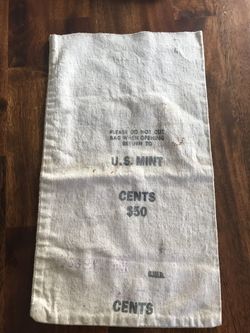 PLEASE DO NOT CUT
BAG WHEN OPENING
RETURN TO
U.S. MINT
CENTS
$50
CENTS